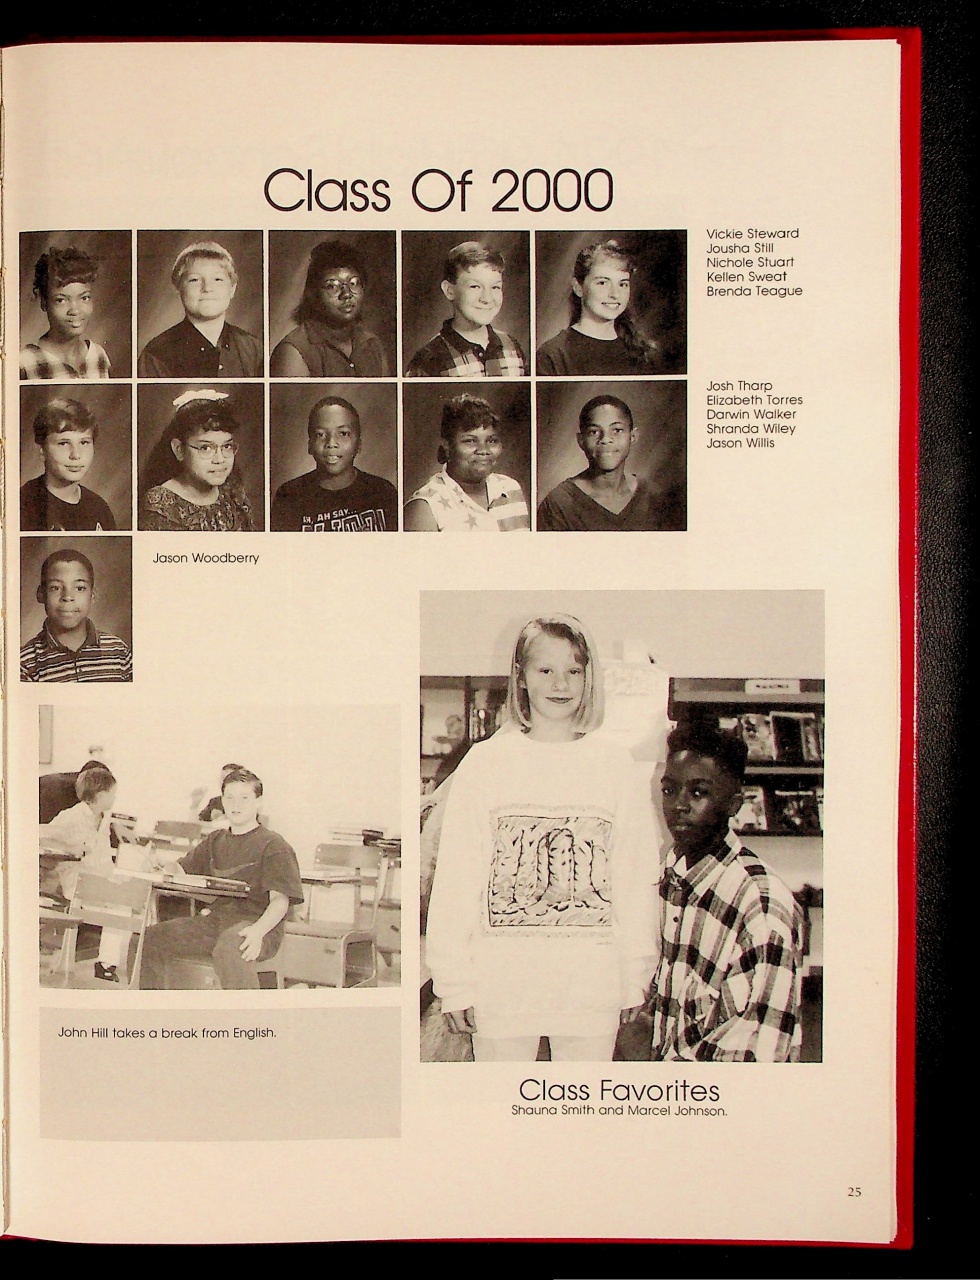 Class Of 2000
Vickie Steward
Jousha Still
Nichole Stuart
Kellen Sweat
Brenda Teague
Josh Tharp
Elizabeth Torres
Darwin Walker
Shranda Wiley
Jason Willis
AH SAY...
Jason Woodberry
John Hill takes a break from English.
Class Favorites
Shauna Smith and Marcel Johnson.
25